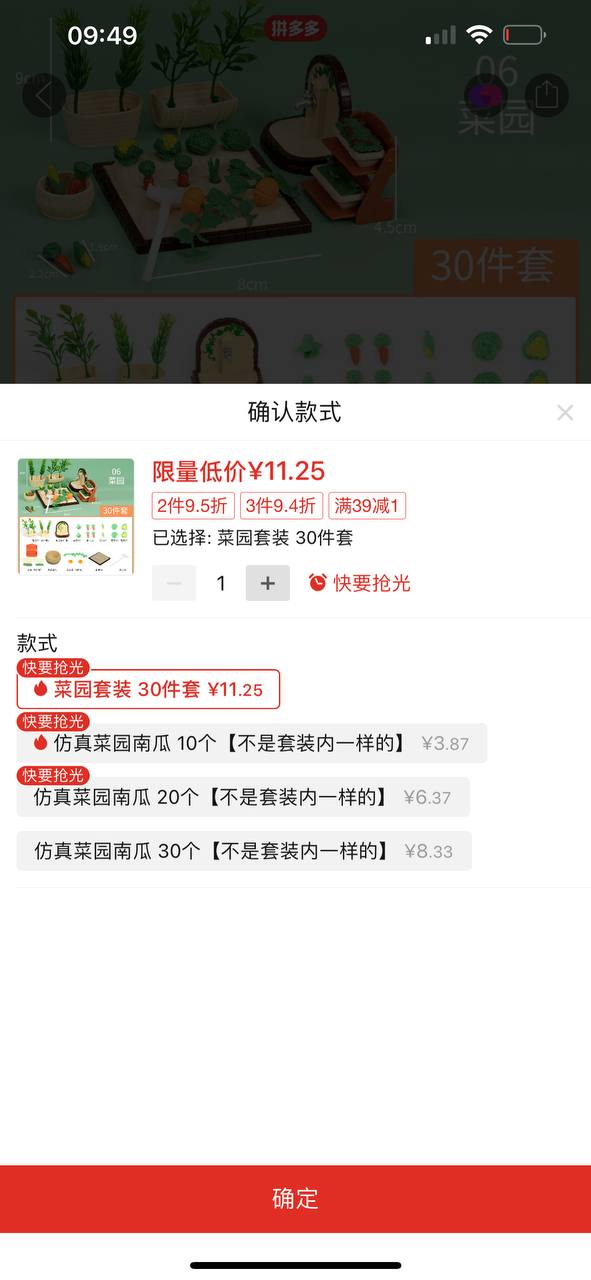 09:49
拼多多
9cm
06
菜园
4.5cm
1.5cm
2.2cm
8cm
30件套
确认款式
限量低价¥11.25
06
菜园
30件套
2件9.5折 3件9.4折 满39减1
已选择: 菜园套装 30件套
1 + 快要抢光
款式
快要抢光
菜园套装 30件套 ¥11.25
快要抢光
仿真菜园南瓜 10个【不是套装内一样的】 ¥3.87
快要抢光
仿真菜园南瓜 20个【不是套装内一样的】 ¥6.37
仿真菜园南瓜 30个【不是套装内一样的】 ¥8.33
确定